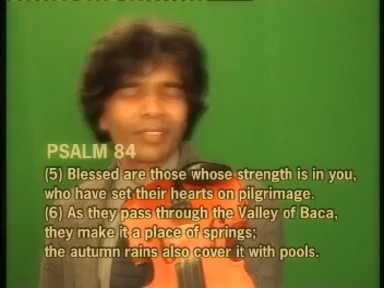 PSALM 84
(5) Blessed are those whose strength is in you,
who have set their hearts on pilgrimage.
(6) As they pass through the Valley of Baca,
they make it a place of springs;
the autumn rains also cover it with pools.